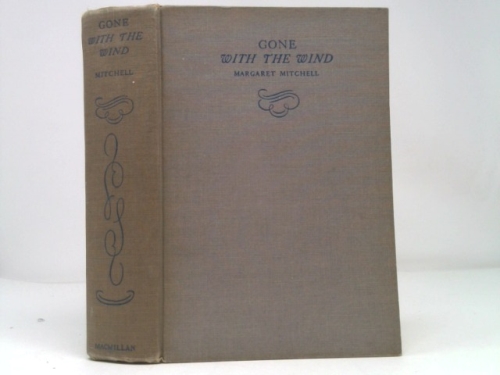 GONE
WITH THE
WIND
MITCHELL
MACMILLAN
GONE
WITH THE WIND
MARGARET MITCHELL